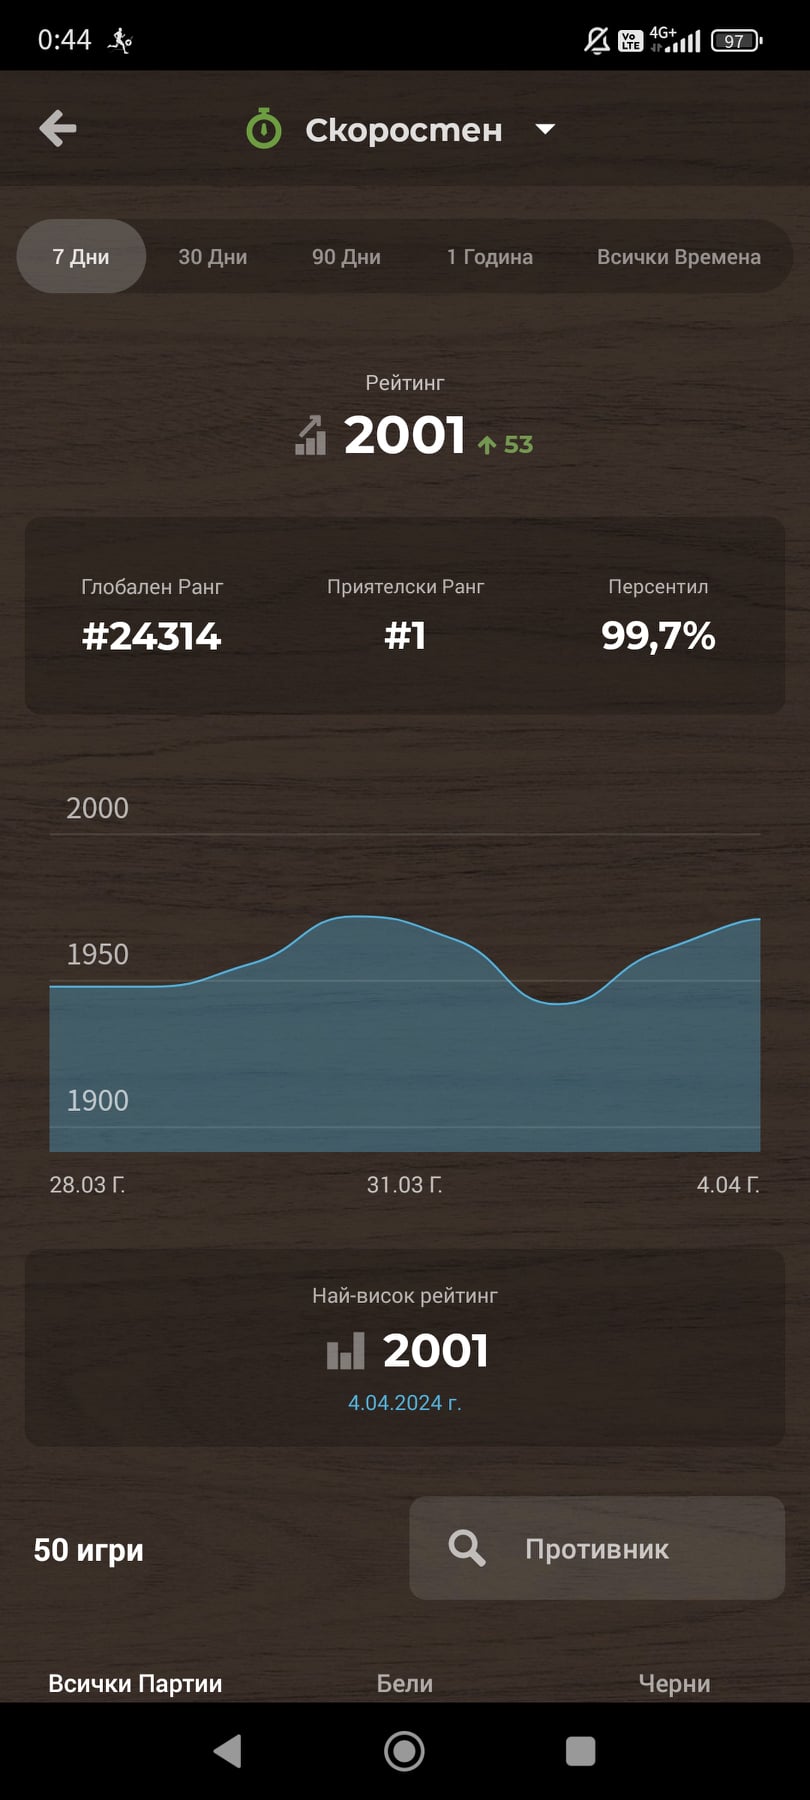 0:44
Vo LTE 4G+ 97
Скоростен
7 Дни 30 Дни 90 Дни 1 Година Всички Времена
Рейтинг
2001 53
Глобален Ранг Приятелски Ранг Персентил
#24314 #1 99,7%
2000
1950
1900
28.03 Г. 31.03 Г. 4.04 Г.
Най-висок рейтинг
2001
4.04.2024 г.
50 игри Противник
Всички Партии Бели Черни